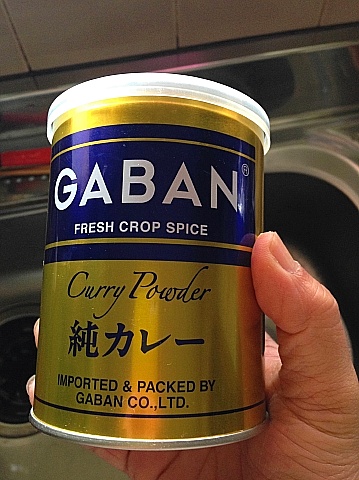 GABAN®
FRESH CROP SPICE
Curry Powder
純カレー
IMPORTED & PACKED BY
GABAN CO.,LTD.